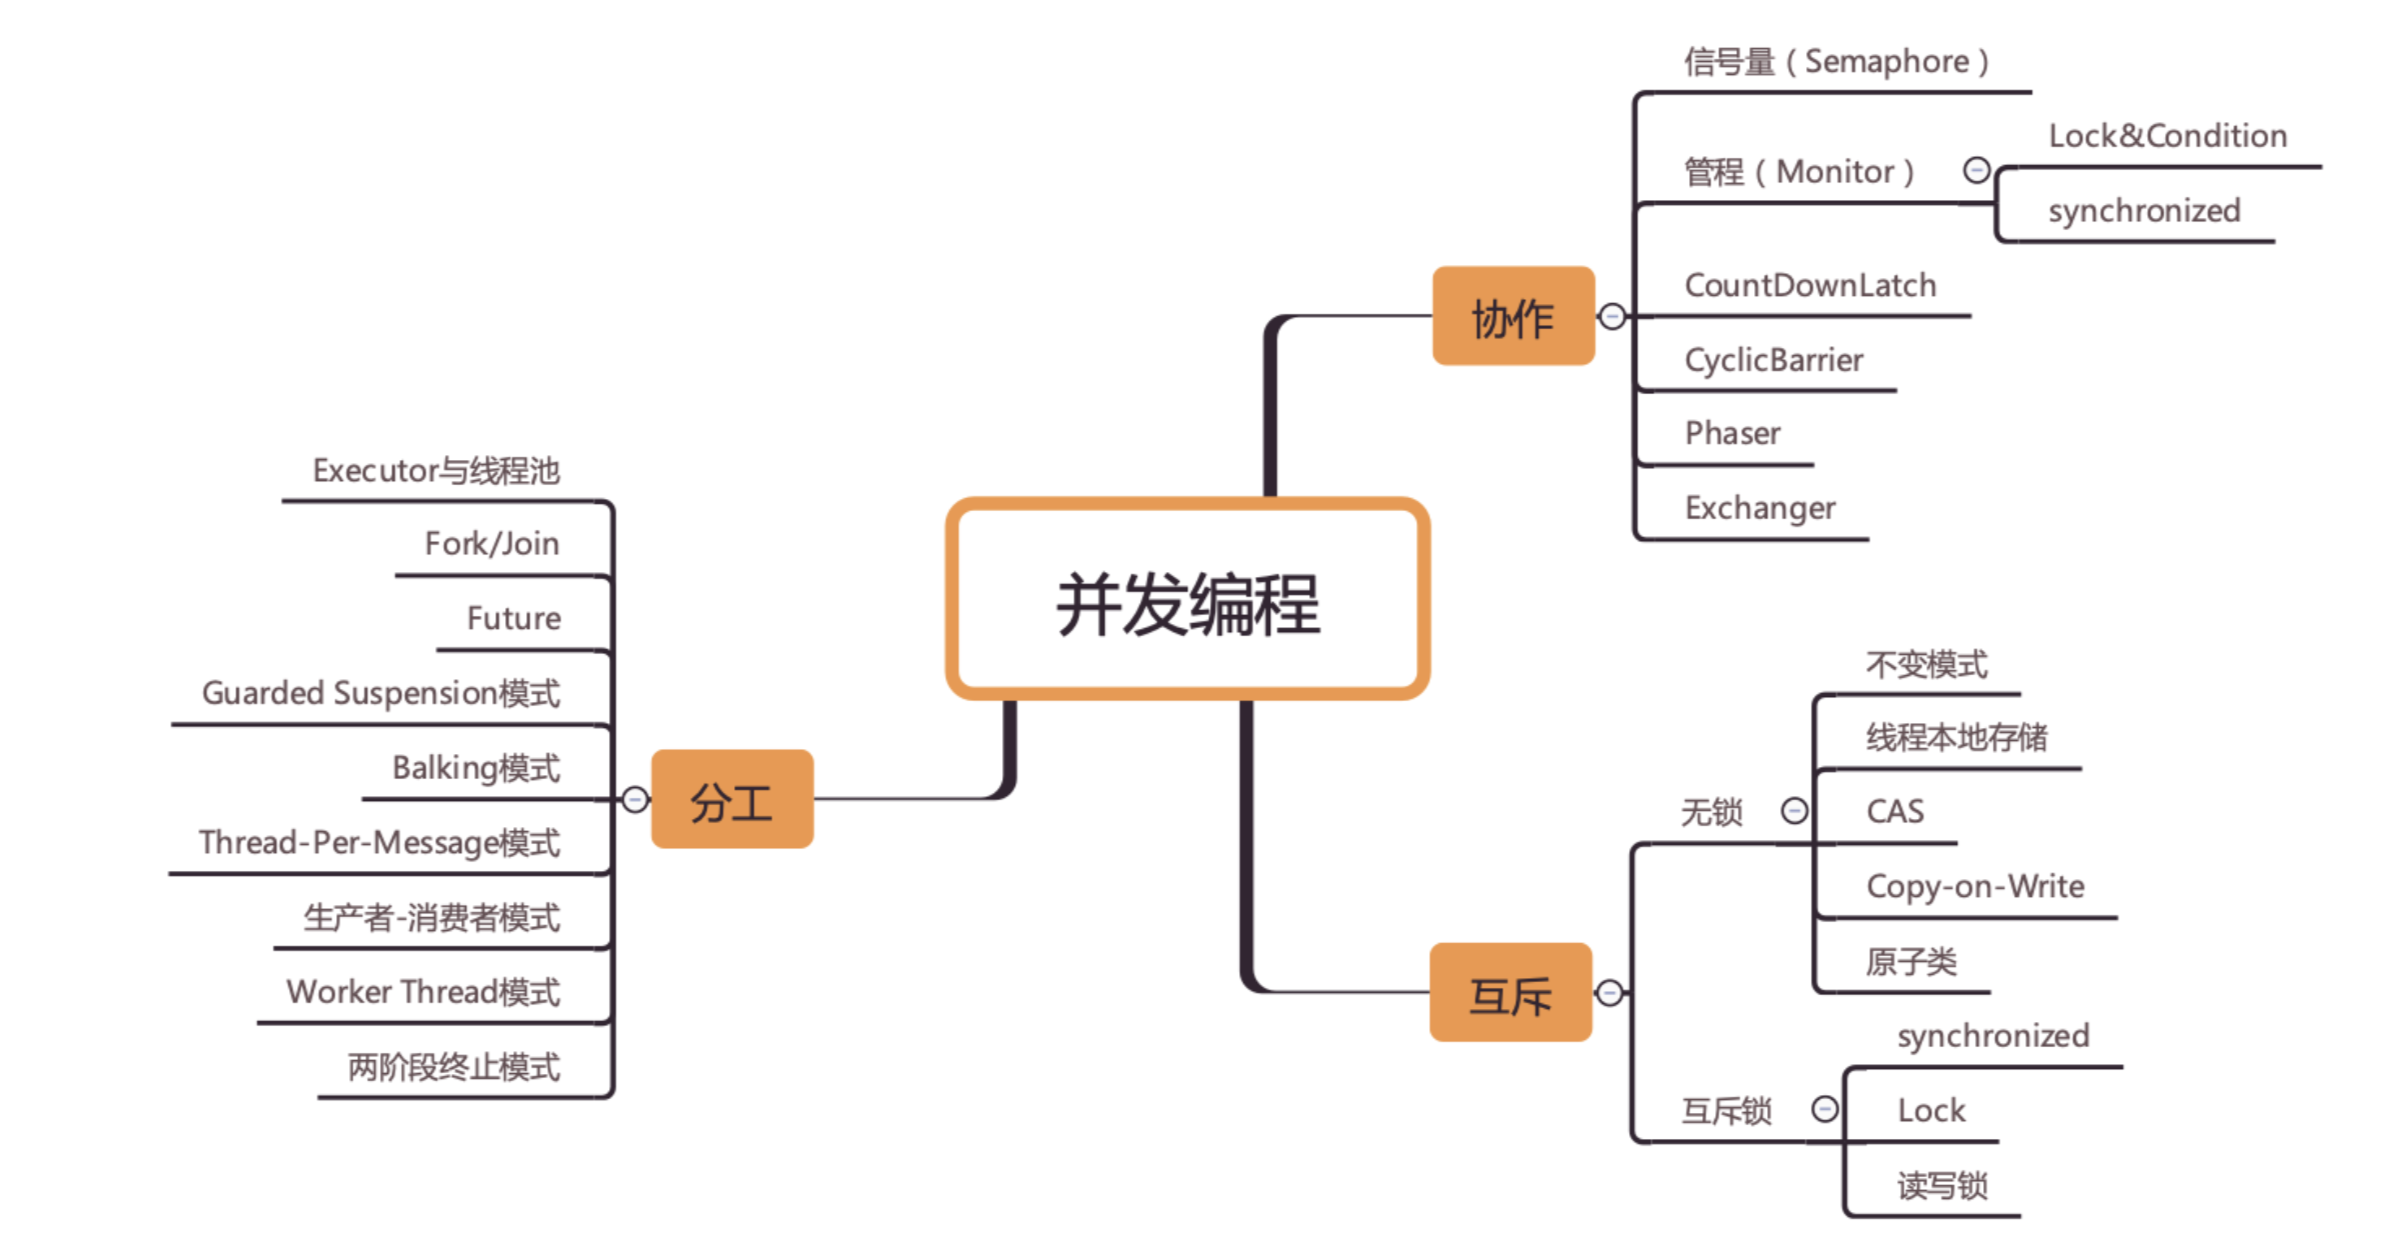 并发编程
协作
信号量（Semaphore）
管程（Monitor）
Lock&Condition
synchronized
CountDownLatch
CyclicBarrier
Phaser
Exchanger
分工
Executor与线程池
Fork/Join
Future
Guarded Suspension模式
Balking模式
Thread-Per-Message模式
生产者-消费者模式
Worker Thread模式
两阶段终止模式
互斥
无锁
不变模式
线程本地存储
CAS
Copy-on-Write
原子类
互斥锁
synchronized
Lock
读写锁